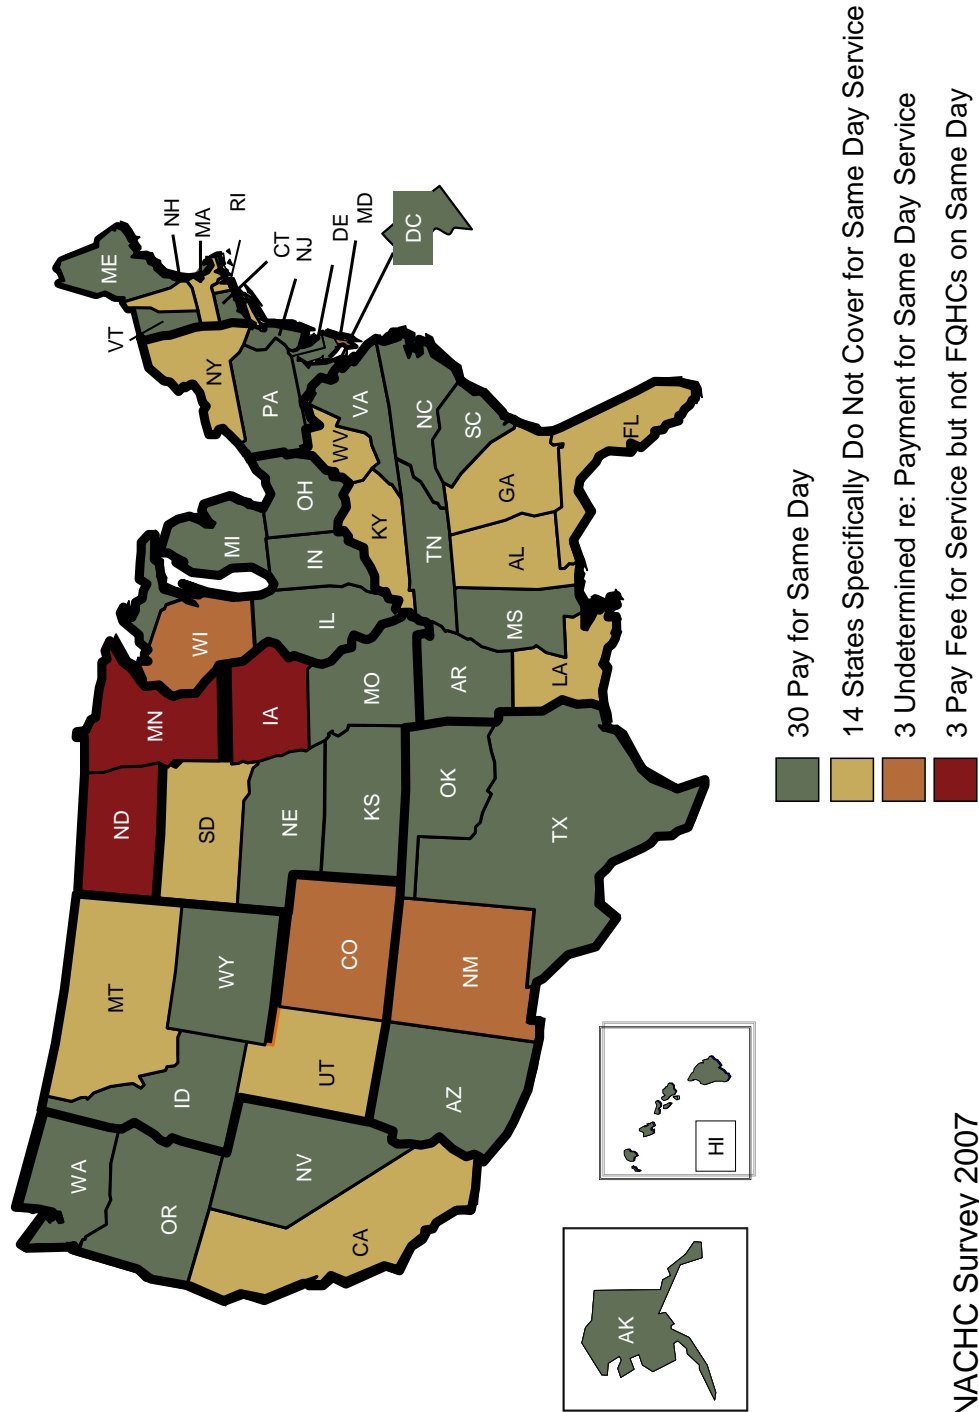 WA
OR
CA
NV
ID
MT
WY
UT
AZ
CO
NM
ND
SD
NE
KS
OK
TX
MN
IA
MO
AR
LA
WI
IL
MS
MI
IN
OH
KY
TN
AL
GA
FL
WV
VA
NC
SC
PA
NY
VT
ME
NH
MA
RI
CT
NJ
DE
MD
DC
AK
HI
30 Pay for Same Day
14 States Specifically Do Not Cover for Same Day Service
3 Undetermined re: Payment for Same Day Service
3 Pay Fee for Service but not FQHCs on Same Day
NACHC Survey 2007